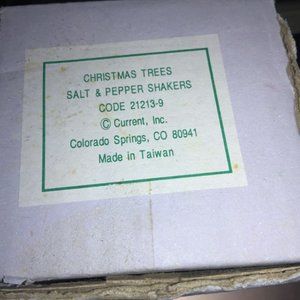 CHRISTMAS TREES
SALT & PEPPER SHAKERS
CODE 21213-9
© Current, Inc.
Colorado Springs, CO 80941
Made in Taiwan